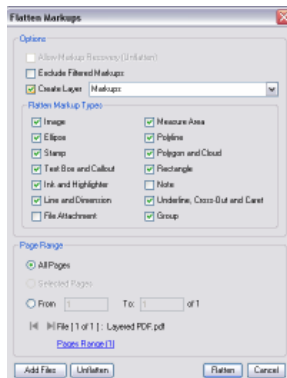 Flatten Markups
Options
Allow Markup Recovery (Unflatten)
Exclude Filtered Markups
Create Layer Markups
Flatten Markup Types
Image Measure Area
Ellipse Polyline
Stamp Polygon and Cloud
Text Box and Callout Rectangle
Ink and Highlighter Note
Line and Dimension Underline, Cross-Out and Caret
File Attachment Group
Page Range
All Pages
Selected Pages
From 1 To: 1 of 1
File [ 1 of 1 ] : Layered PDF.pdf
Pages Range [1]
Add Files Unflatten Flatten Cancel